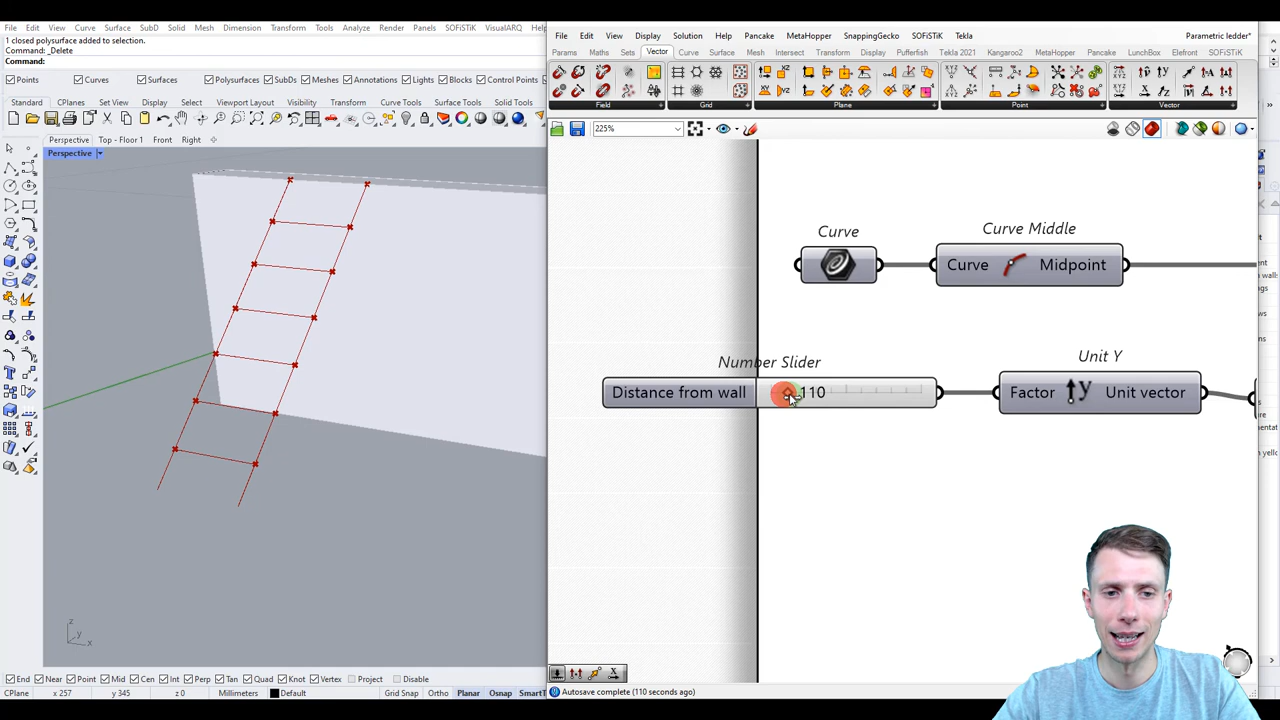 File Edit View Curve Surface SubD Solid Mesh Dimension Transform Tools Analyze Render Panels SOFiSTiK VisualARQ Help
1 closed polysurface added to selection.
Command: _Delete
Command:
Points Curves Surfaces Polysurfaces SubDs Meshes Annotations Lights Blocks Control Points
Standard CPlanes Set View Display Select Viewport Layout Visibility Transform Curve Tools Surface Tools Solid Tools
Perspective Top - Floor 1 Front Right
Perspective
z
y
x
End Near Point Mid Cen Int Perp Tan Quad Knot Vertex Project Disable
CPlane x 257 y 345 z 0 Millimeters Default Grid Snap Ortho Planar Osnap SmartT
File Edit View Display Solution Help Pancake MetaHopper SnappingGecko SOFiSTiK Tekla Parametric ledder*
Params Maths Sets Vector Curve Surface Mesh Intersect Transform Display Pufferfish Tekla 2021 Kangaroo2 MetaHopper Pancake LunchBox Elefront SOFiSTiK
Field Grid Plane Point Vector
225%
Curve
Curve Middle
Curve Midpoint
Number Slider
Unit Y
Distance from wall 110
Factor Unit vector
Autosave complete (110 seconds ago)